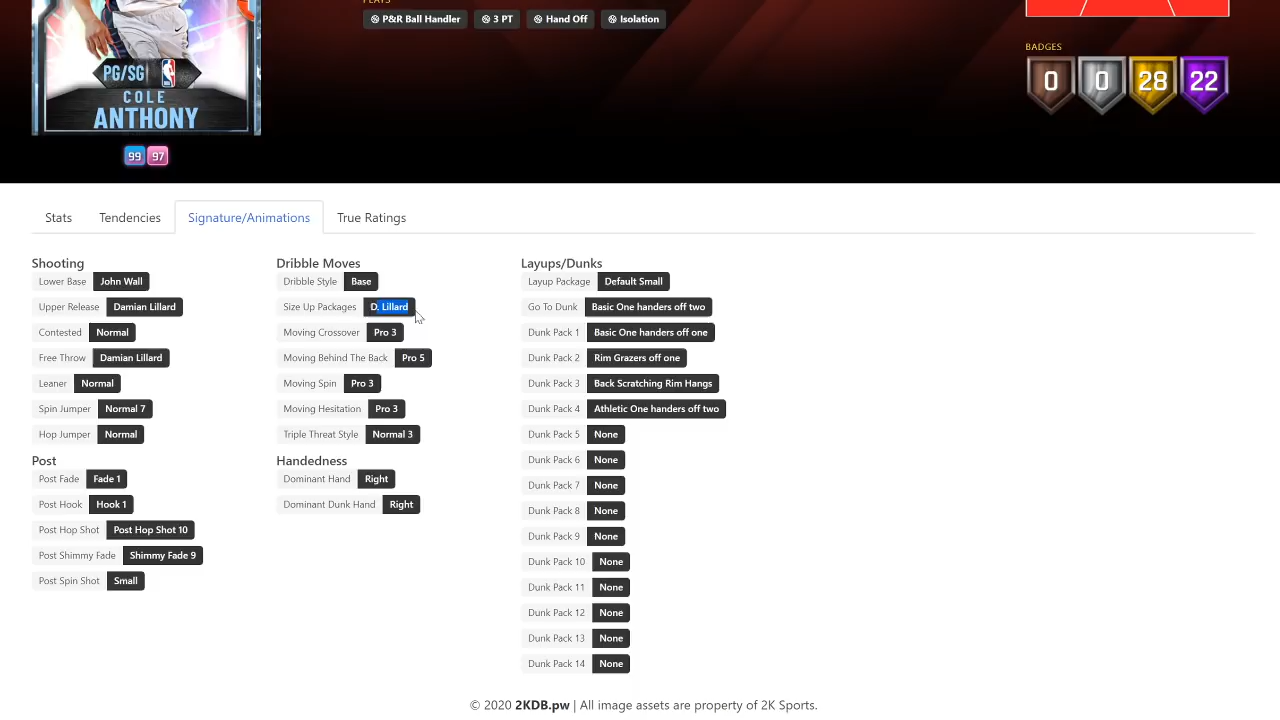 PLAYS
P&R Ball Handler 3 PT Hand Off Isolation
BADGES
0 0 28 22
PG/SG
COLE
ANTHONY
99 97
Stats Tendencies Signature/Animations True Ratings
Shooting
Lower Base John Wall
Upper Release Damian Lillard
Contested Normal
Free Throw Damian Lillard
Leaner Normal
Spin Jumper Normal 7
Hop Jumper Normal
Post
Post Fade Fade 1
Post Hook Hook 1
Post Hop Shot Post Hop Shot 10
Post Shimmy Fade Shimmy Fade 9
Post Spin Shot Small
Dribble Moves
Dribble Style Base
Size Up Packages D. Lillard
Moving Crossover Pro 3
Moving Behind The Back Pro 5
Moving Spin Pro 3
Moving Hesitation Pro 3
Triple Threat Style Normal 3
Handedness
Dominant Hand Right
Dominant Dunk Hand Right
Layups/Dunks
Layup Package Default Small
Go To Dunk Basic One handers off two
Dunk Pack 1 Basic One handers off one
Dunk Pack 2 Rim Grazers off one
Dunk Pack 3 Back Scratching Rim Hangs
Dunk Pack 4 Athletic One handers off two
Dunk Pack 5 None
Dunk Pack 6 None
Dunk Pack 7 None
Dunk Pack 8 None
Dunk Pack 9 None
Dunk Pack 10 None
Dunk Pack 11 None
Dunk Pack 12 None
Dunk Pack 13 None
Dunk Pack 14 None
© 2020 2KDB.pw | All image assets are property of 2K Sports.